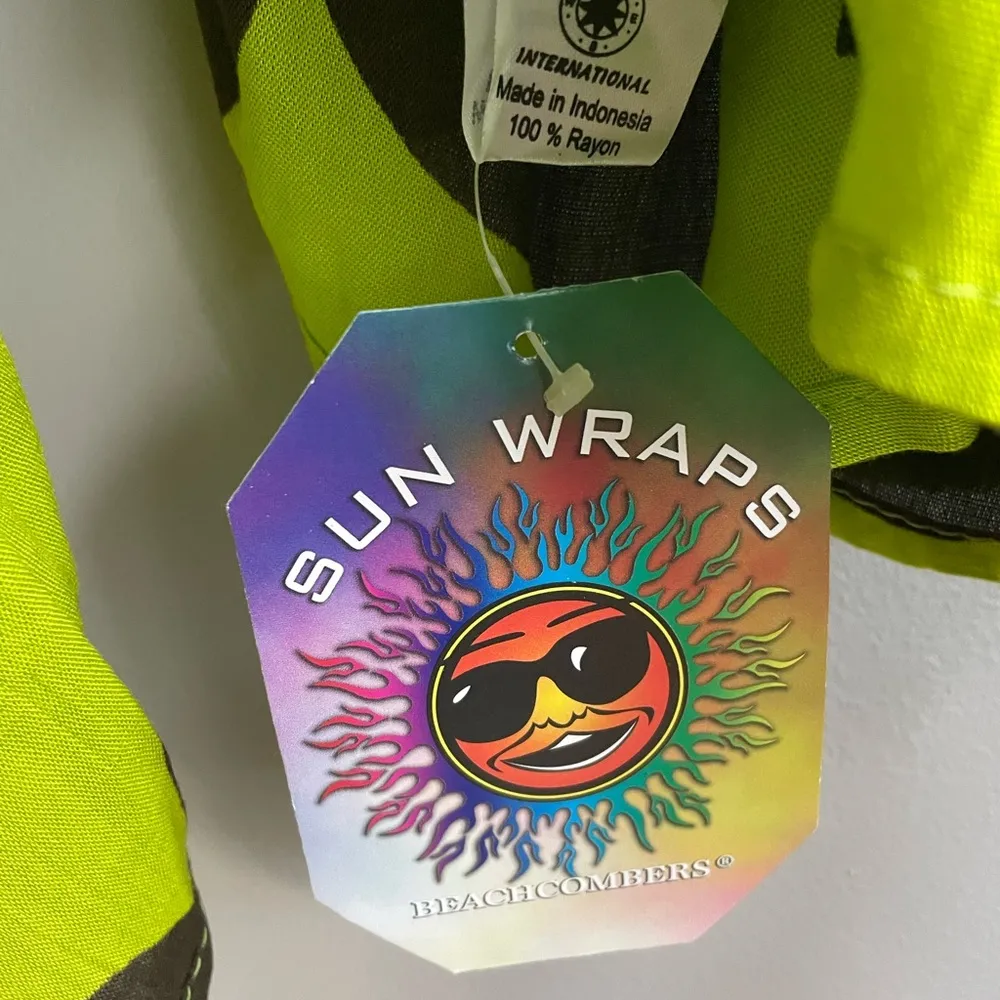 INTERNATIONAL
Made in Indonesia
100 % Rayon
SUN WRAPS
BEACHCOMBERS®